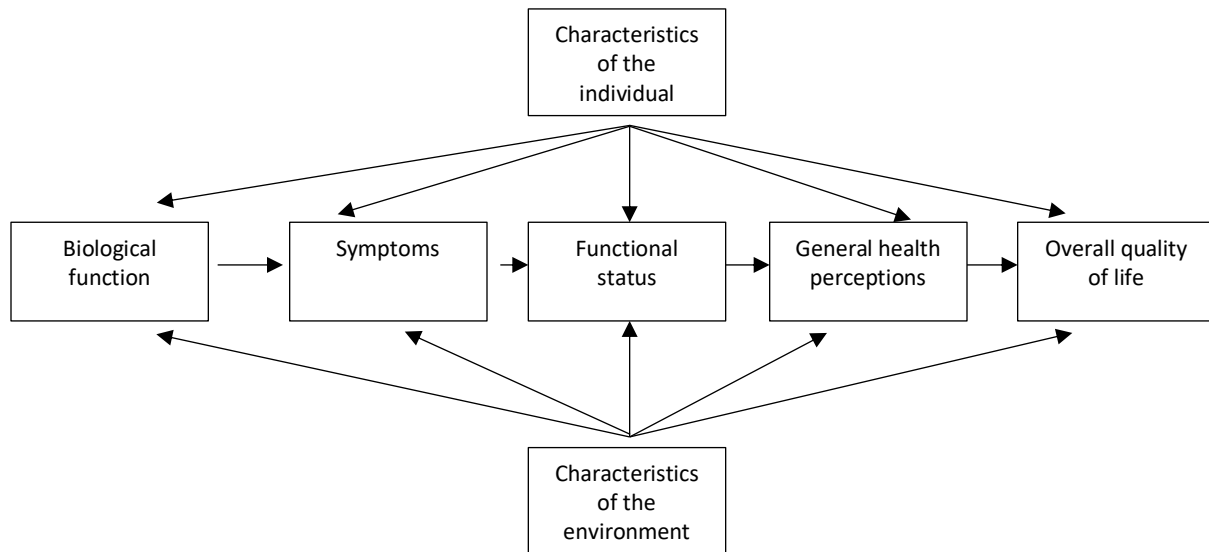 Characteristics
of the
individual
Biological
function
Symptoms
Functional
status
General health
perceptions
Overall quality
of life
Characteristics
of the
environment